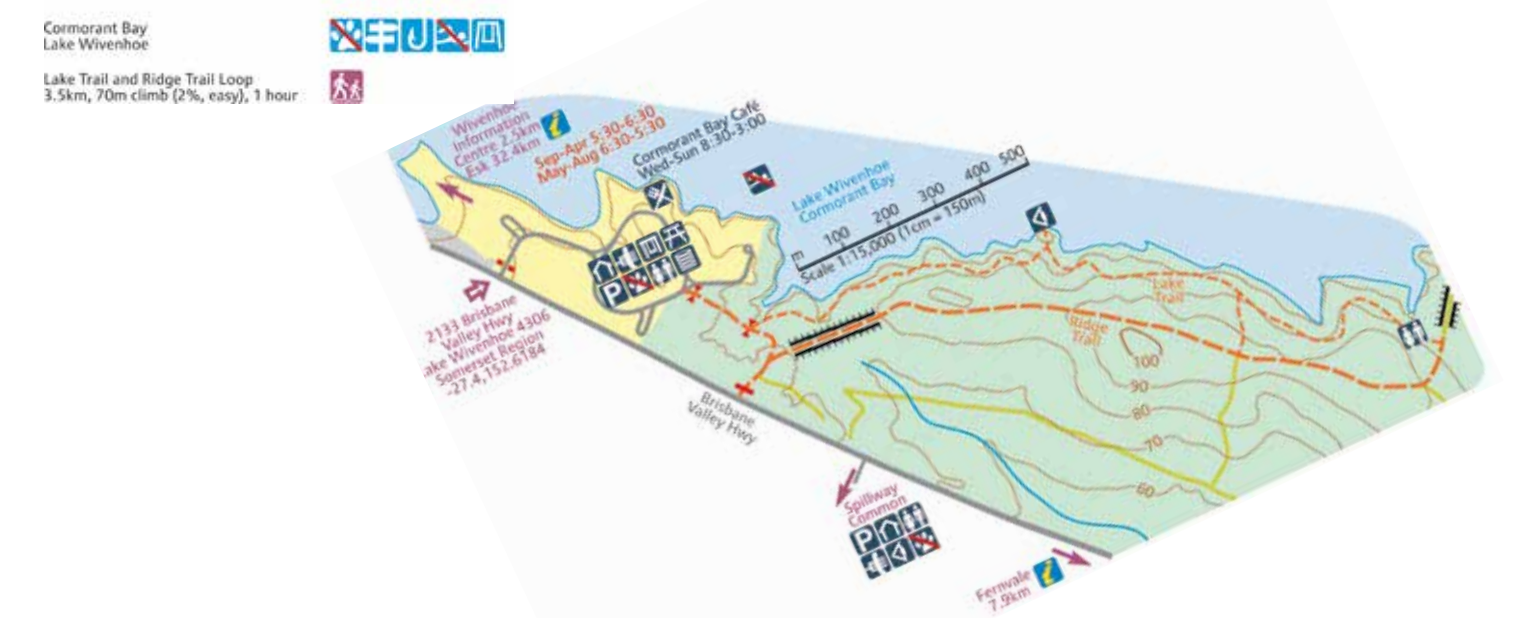 Cormorant Bay
Lake Wivenhoe
Lake Trail and Ridge Trail Loop
3.5km, 70m climb (2%, easy), 1 hour
Wivenhoe
Information
Centre 2.5km
Esk 32.4km
Sep-Apr 5:30-6:30
May-Aug 6:30-5:30
Cormorant Bay Café
Wed-Sun 8:30-3:00
Lake Wivenhoe
Cormorant Bay
m 100 200 300 400 500
Scale 1:15,000 (1cm = 150m)
Lake
Trail
Ridge
Trail
100
90
80
70
60
P
2133 Brisbane
Valley Hwy
ake Wivenhoe 4306
Somerset Region
-27.4,152.6184
Brisbane
Valley Hwy
Spillway
Common
P
Fernvale
7.9km